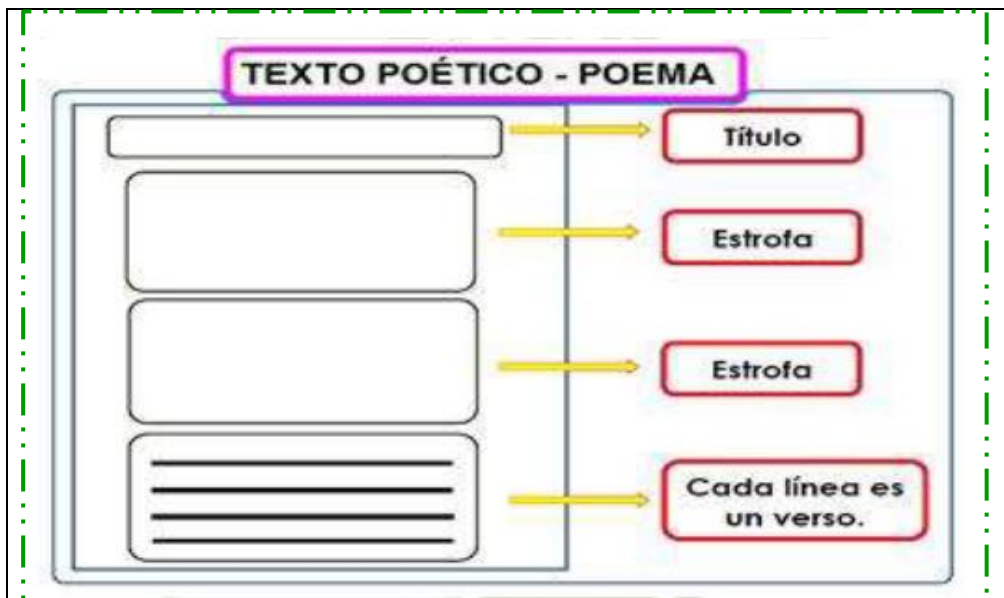 TEXTO POÉTICO - POEMA
Título
Estrofa
Estrofa
Cada línea es
un verso.